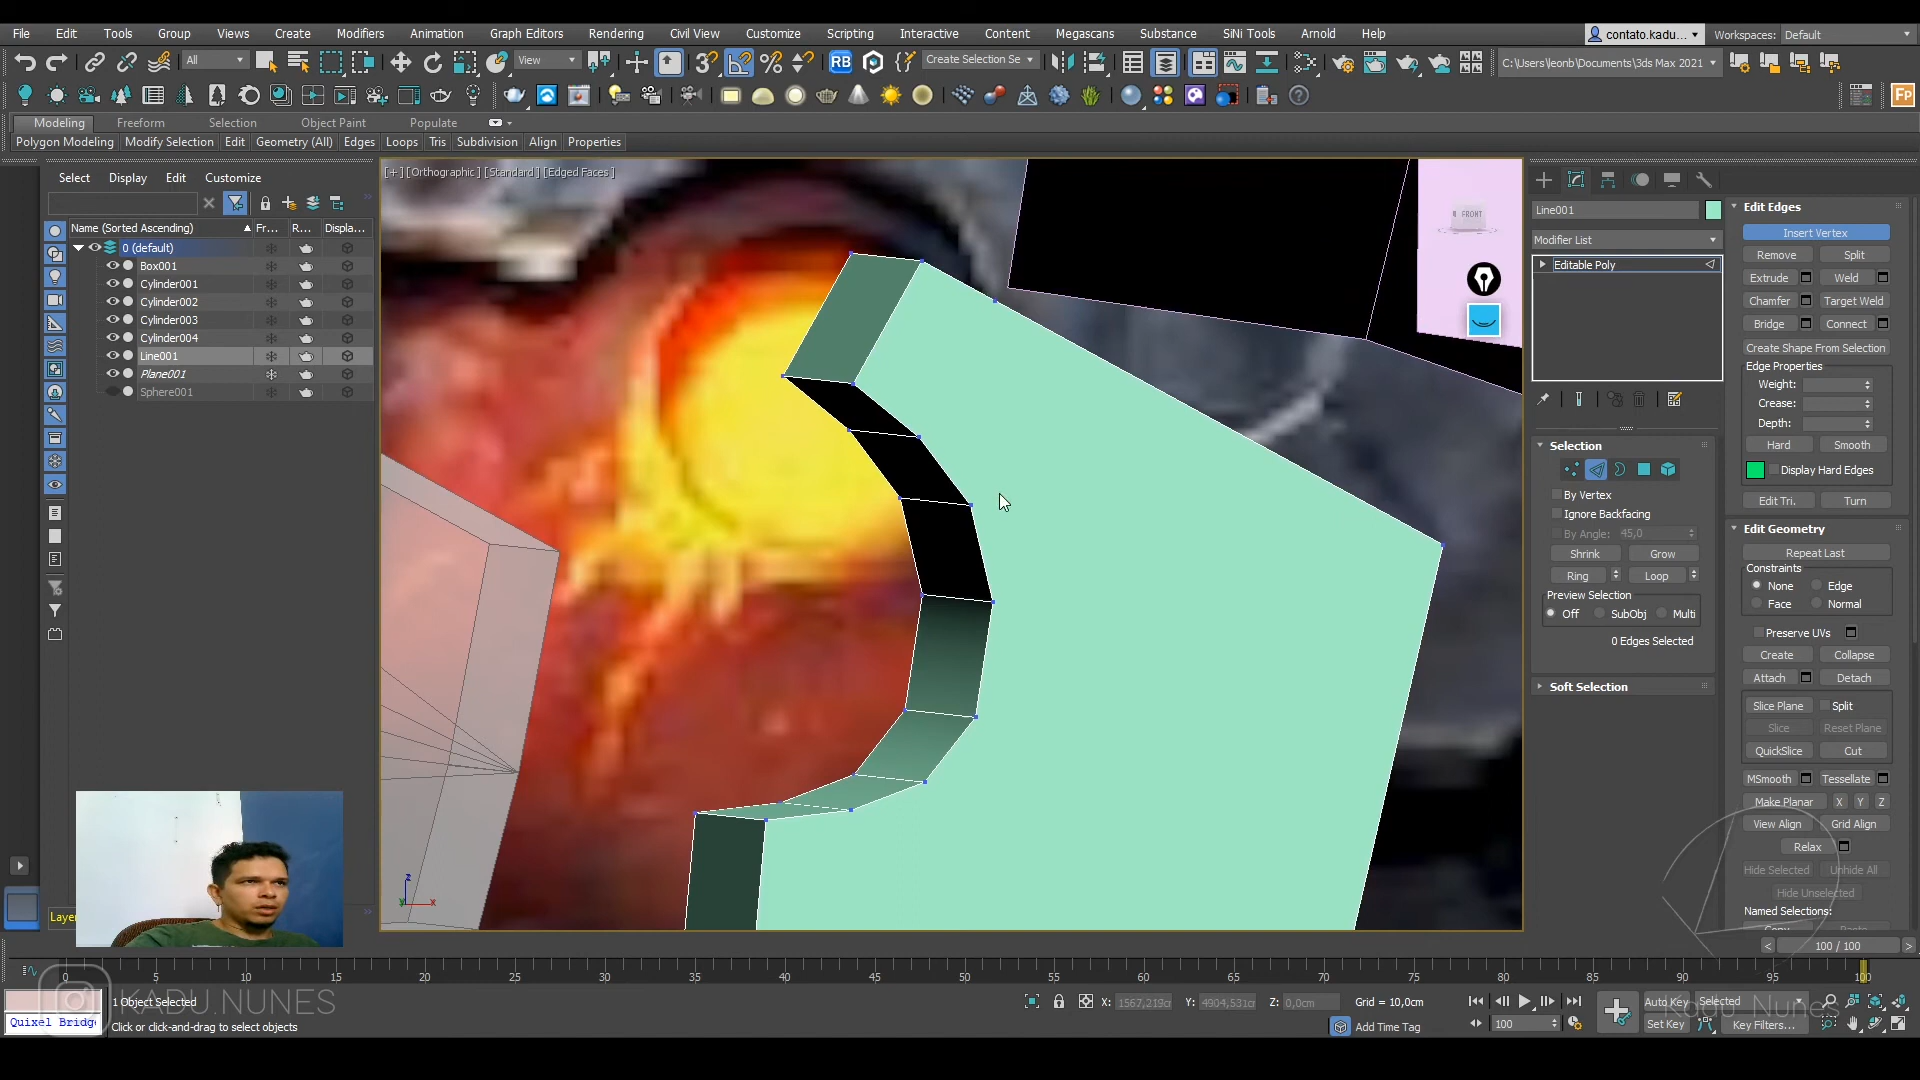 File Edit Tools Group Views Create Modifiers Animation Graph Editors Rendering Civil View Customize Scripting Interactive Content Megascans Substance SiNi Tools Arnold Help contato.kadu... Workspaces: Default
All View Create Selection Se C:\Users\leonb\Documents\3ds Max 2021
RB Fp
Modeling Freeform Selection Object Paint Populate
Polygon Modeling Modify Selection Edit Geometry (All) Edges Loops Tris Subdivision Align Properties
Select Display Edit Customize
Name (Sorted Ascending) Fr... R... Displa...
0 (default)
Box001
Cylinder001
Cylinder002
Cylinder003
Cylinder004
Line001
Plane001
Sphere001
Laye
[+] [Orthographic] [Standard] [Edged Faces]
FRONT
z
x
Line001
Modifier List
Editable Poly
Selection
By Vertex
Ignore Backfacing
By Angle: 45,0
Shrink Grow
Ring Loop
Preview Selection
Off SubObj Multi
0 Edges Selected
Soft Selection
Edit Edges
Insert Vertex
Remove Split
Extrude Weld
Chamfer Target Weld
Bridge Connect
Create Shape From Selection
Edge Properties
Weight:
Crease:
Depth:
Hard Smooth
Display Hard Edges
Edit Tri. Turn
Edit Geometry
Repeat Last
Constraints
None Edge
Face Normal
Preserve UVs
Create Collapse
Attach Detach
Slice Plane Split
Slice Reset Plane
QuickSlice Cut
MSmooth Tessellate
Make Planar X Y Z
View Align Grid Align
Relax
Hide Selected Unhide All
Hide Unselected
Named Selections:
< 100 / 100 >
0 5 10 15 20 25 30 35 40 45 50 55 60 65 70 75 80 85 90 95 100
KADU.NUNES
1 Object Selected
X: 1567,219cm Y: 4904,531cm Z: 0,0cm Grid = 10,0cm
Auto Key Selected
Kadu_Nunes
Quixel Bridge
Click or click-and-drag to select objects
Add Time Tag
100
Set Key Key Filters...